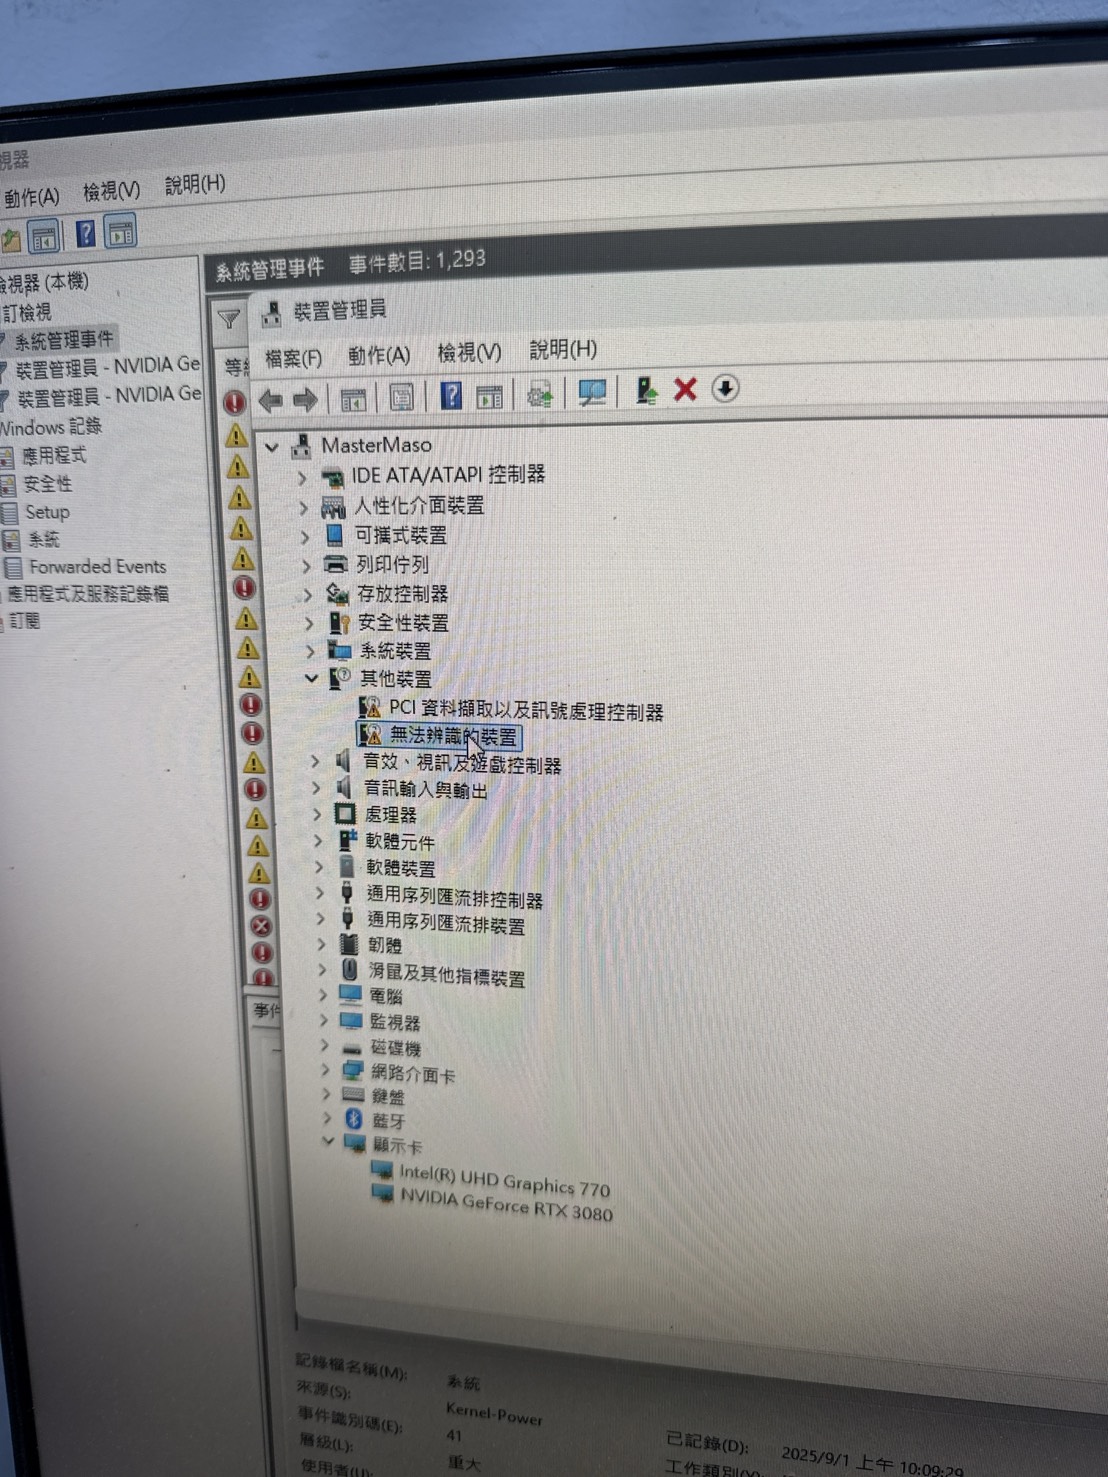 視器
動作(A) 檢視(V) 說明(H)
檢視器 (本機)
訂檢視
系統管理事件
裝置管理員 - NVIDIA Ge
裝置管理員 - NVIDIA Ge
Windows 記錄
應用程式
安全性
Setup
系統
Forwarded Events
應用程式及服務記錄檔
訂閱
系統管理事件 事件數目: 1,293
裝置管理員
檔案(F) 動作(A) 檢視(V) 說明(H)
等級
MasterMaso
IDE ATA/ATAPI 控制器
人性化介面裝置
可攜式裝置
列印佇列
存放控制器
安全性裝置
系統裝置
其他裝置
PCI 資料擷取以及訊號處理控制器
無法辨識的裝置
音效、視訊及遊戲控制器
音訊輸入與輸出
處理器
軟體元件
軟體裝置
通用序列匯流排控制器
通用序列匯流排裝置
韌體
滑鼠及其他指標裝置
電腦
監視器
磁碟機
網路介面卡
鍵盤
藍牙
顯示卡
Intel(R) UHD Graphics 770
NVIDIA GeForce RTX 3080
事件
記錄檔名稱(M): 系統
來源(S): Kernel-Power
事件識別碼(E): 41
已記錄(D): 2025/9/1 上午 10:09:29
層級(L): 重大
工作類別(Y):
使用者(U):